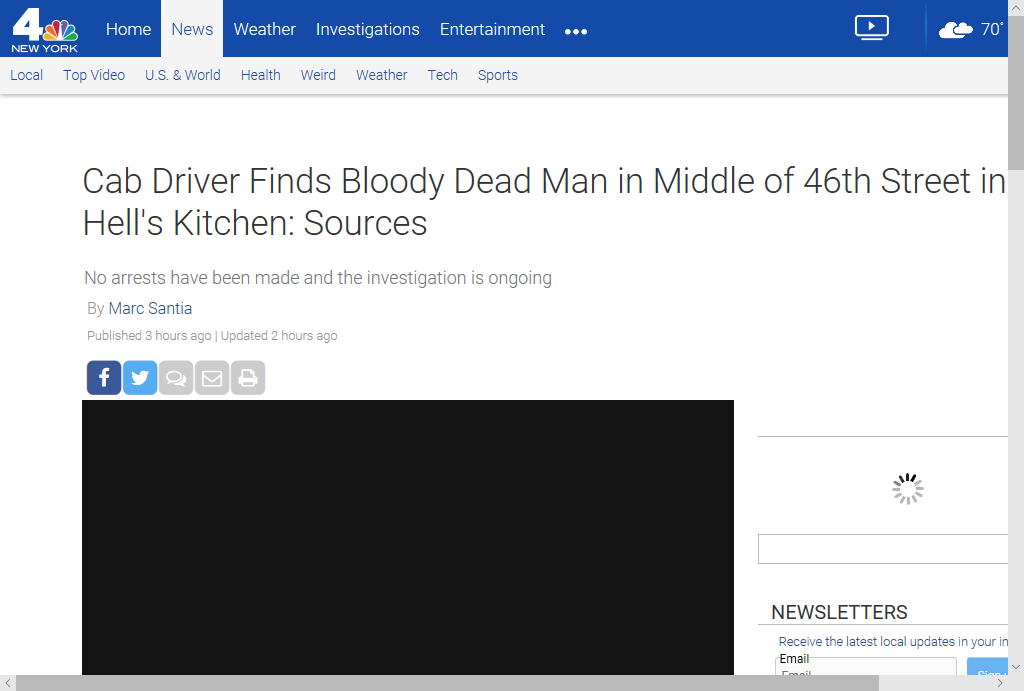 4
NEW YORK
Home News Weather Investigations Entertainment ••• 70°
Local Top Video U.S. & World Health Weird Weather Tech Sports
Cab Driver Finds Bloody Dead Man in Middle of 46th Street in
Hell's Kitchen: Sources
No arrests have been made and the investigation is ongoing
By Marc Santia
Published 3 hours ago | Updated 2 hours ago
NEWSLETTERS
Receive the latest local updates in your in
Email
Email
Sign